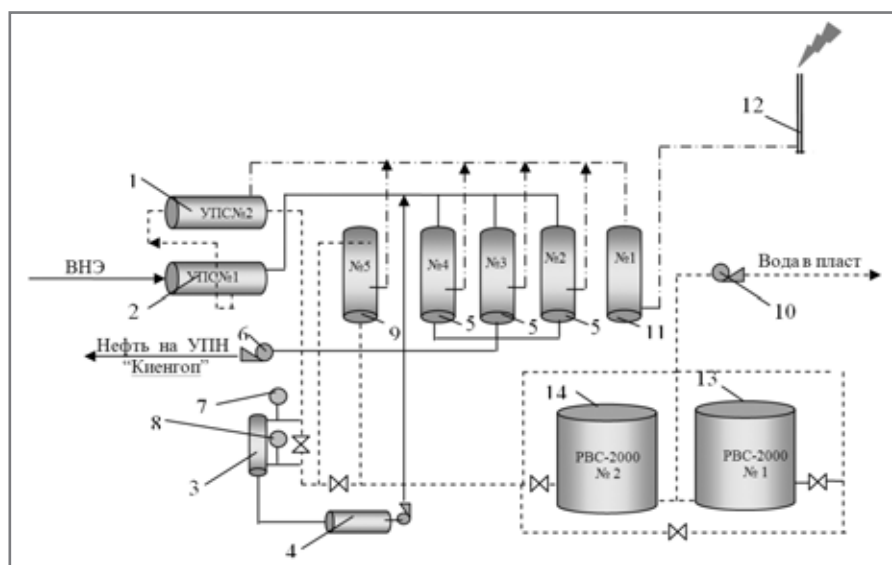 12
1
УПС№2
ВНЭ
УПС№1
2
№5
№4
№3
№2
№1
Вода в пласт
10
9
5
5
5
11
6
Нефть на УПН
“Киенгоп”
7
8
3
4
14
13
РВС-2000
№ 2
РВС-2000
№ 1